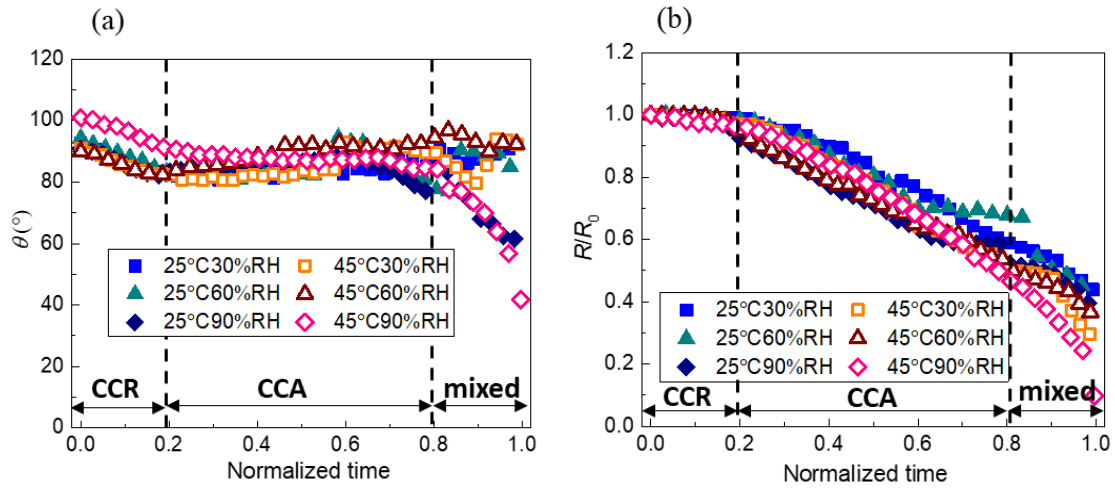 (a)
120
100
80
60
40
20
0
θ(°)
25°C30%RH 45°C30%RH
25°C60%RH 45°C60%RH
25°C90%RH 45°C90%RH
CCR CCA mixed
0.0 0.2 0.4 0.6 0.8 1.0
Normalized time
(b)
1.2
1.0
0.8
0.6
0.4
0.2
0.0
R/R0
25°C30%RH 45°C30%RH
25°C60%RH 45°C60%RH
25°C90%RH 45°C90%RH
CCR CCA mixed
0.0 0.2 0.4 0.6 0.8 1.0
Normalized time